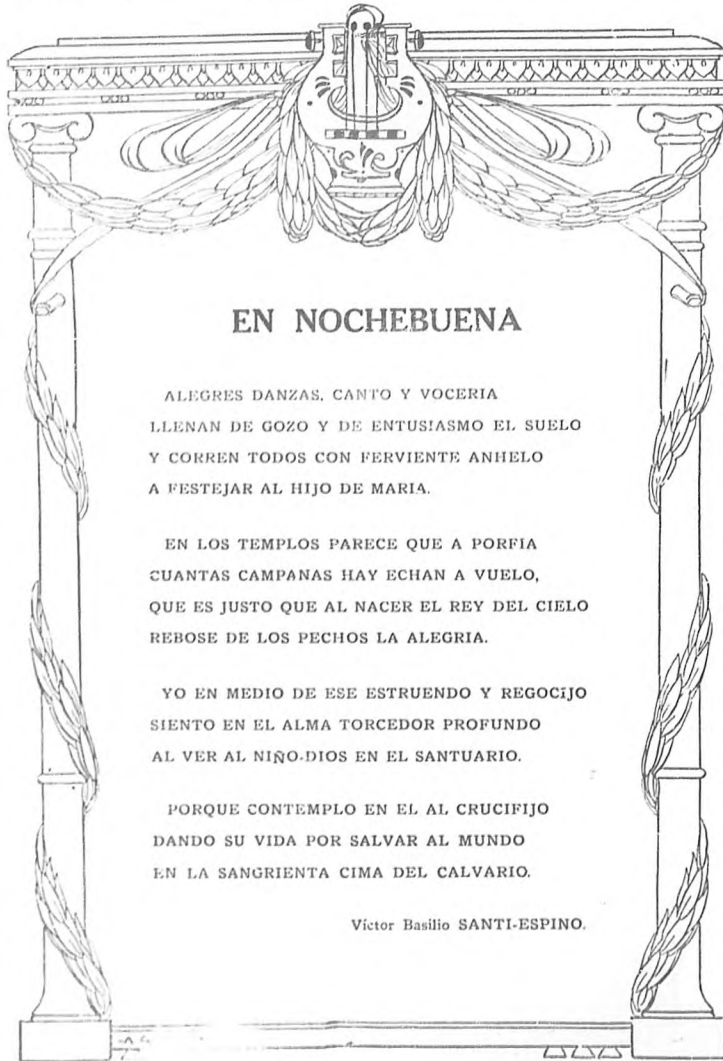 EN NOCHEBUENA
ALEGRES DANZAS, CANTO Y VOCERIA
LLENAN DE GOZO Y DE ENTUSIASMO EL SUELO
Y CORREN TODOS CON FERVIENTE ANHELO
A FESTEJAR AL HIJO DE MARIA.
EN LOS TEMPLOS PARECE QUE A PORFIA
CUANTAS CAMPANAS HAY ECHAN A VUELO,
QUE ES JUSTO QUE AL NACER EL REY DEL CIELO
REBOSE DE LOS PECHOS LA ALEGRIA.
YO EN MEDIO DE ESE ESTRUENDO Y REGOCIJO
SIENTO EN EL ALMA TORCEDOR PROFUNDO
AL VER AL NIÑO-DIOS EN EL SANTUARIO.
PORQUE CONTEMPLO EN EL AL CRUCIFIJO
DANDO SU VIDA POR SALVAR AL MUNDO
EN LA SANGRIENTA CIMA DEL CALVARIO.
Víctor Basilio SANTI-ESPINO.